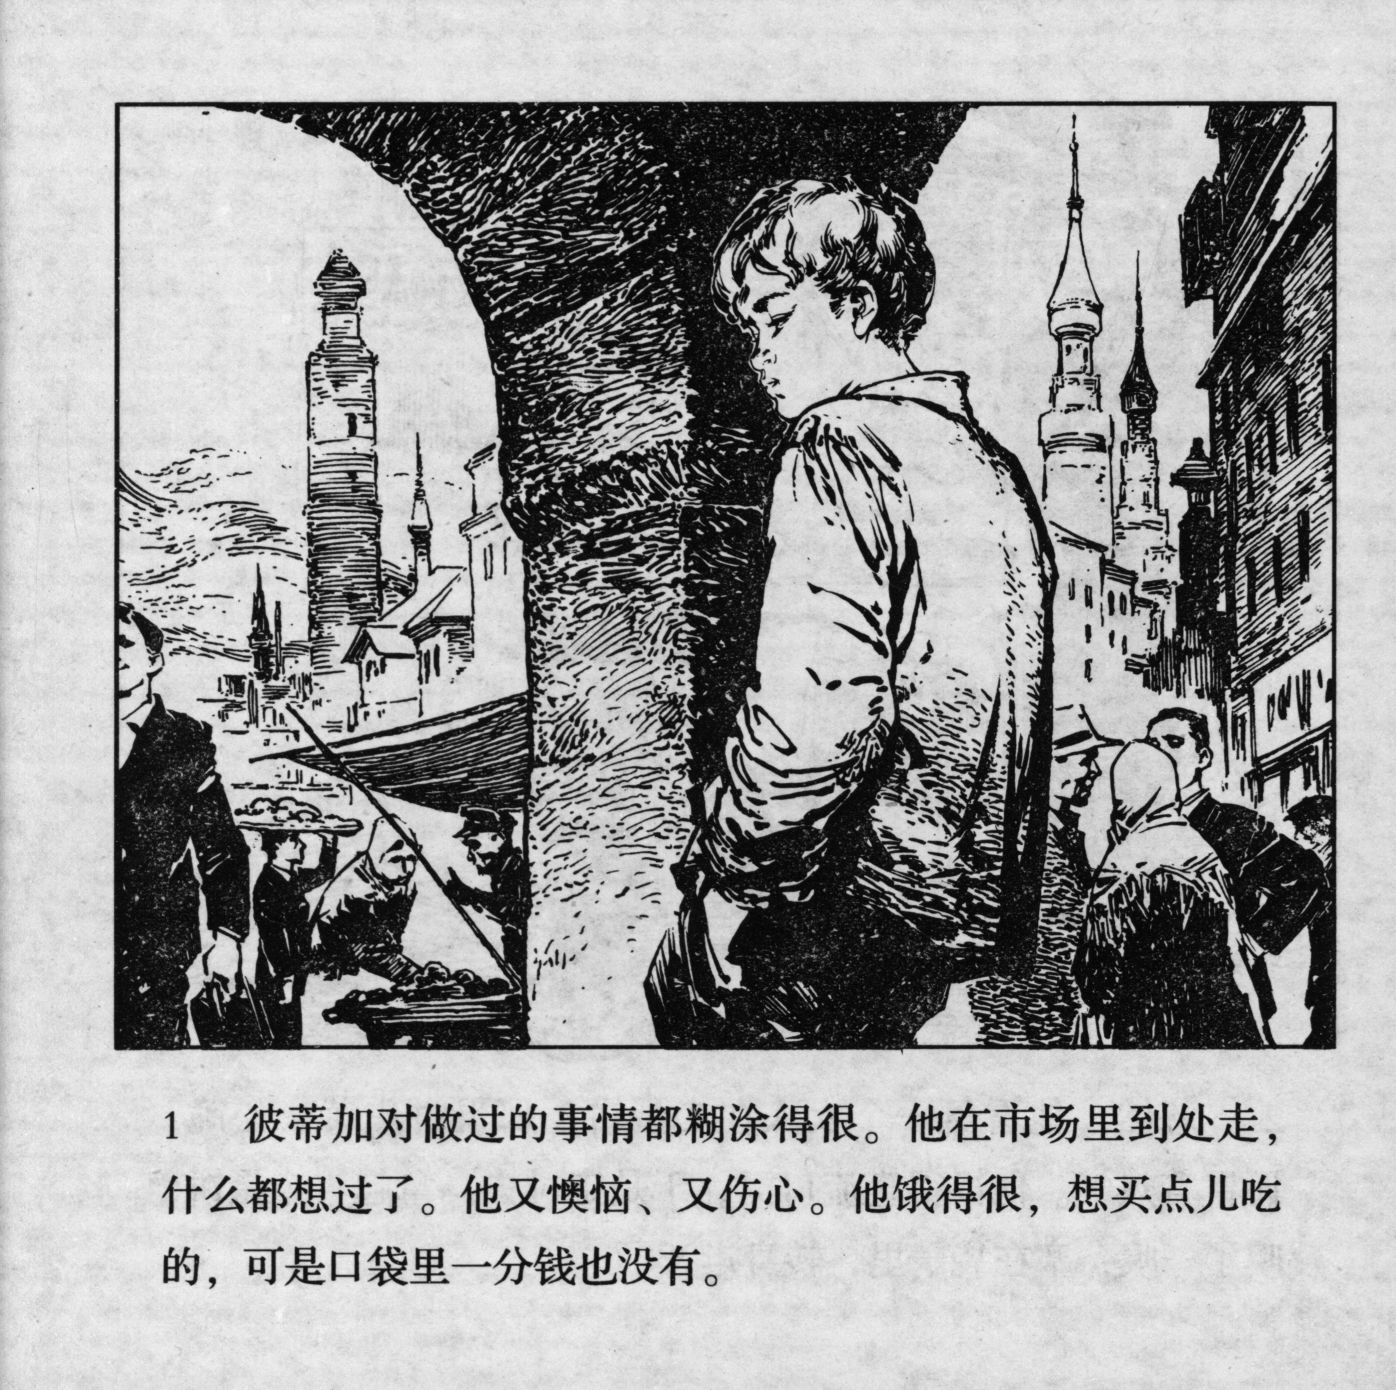 1 彼蒂加对做过的事情都糊涂得很。他在市场里到处走，
什么都想过了。他又懊恼、又伤心。他饿得很，想买点儿吃
的，可是口袋里一分钱也没有。